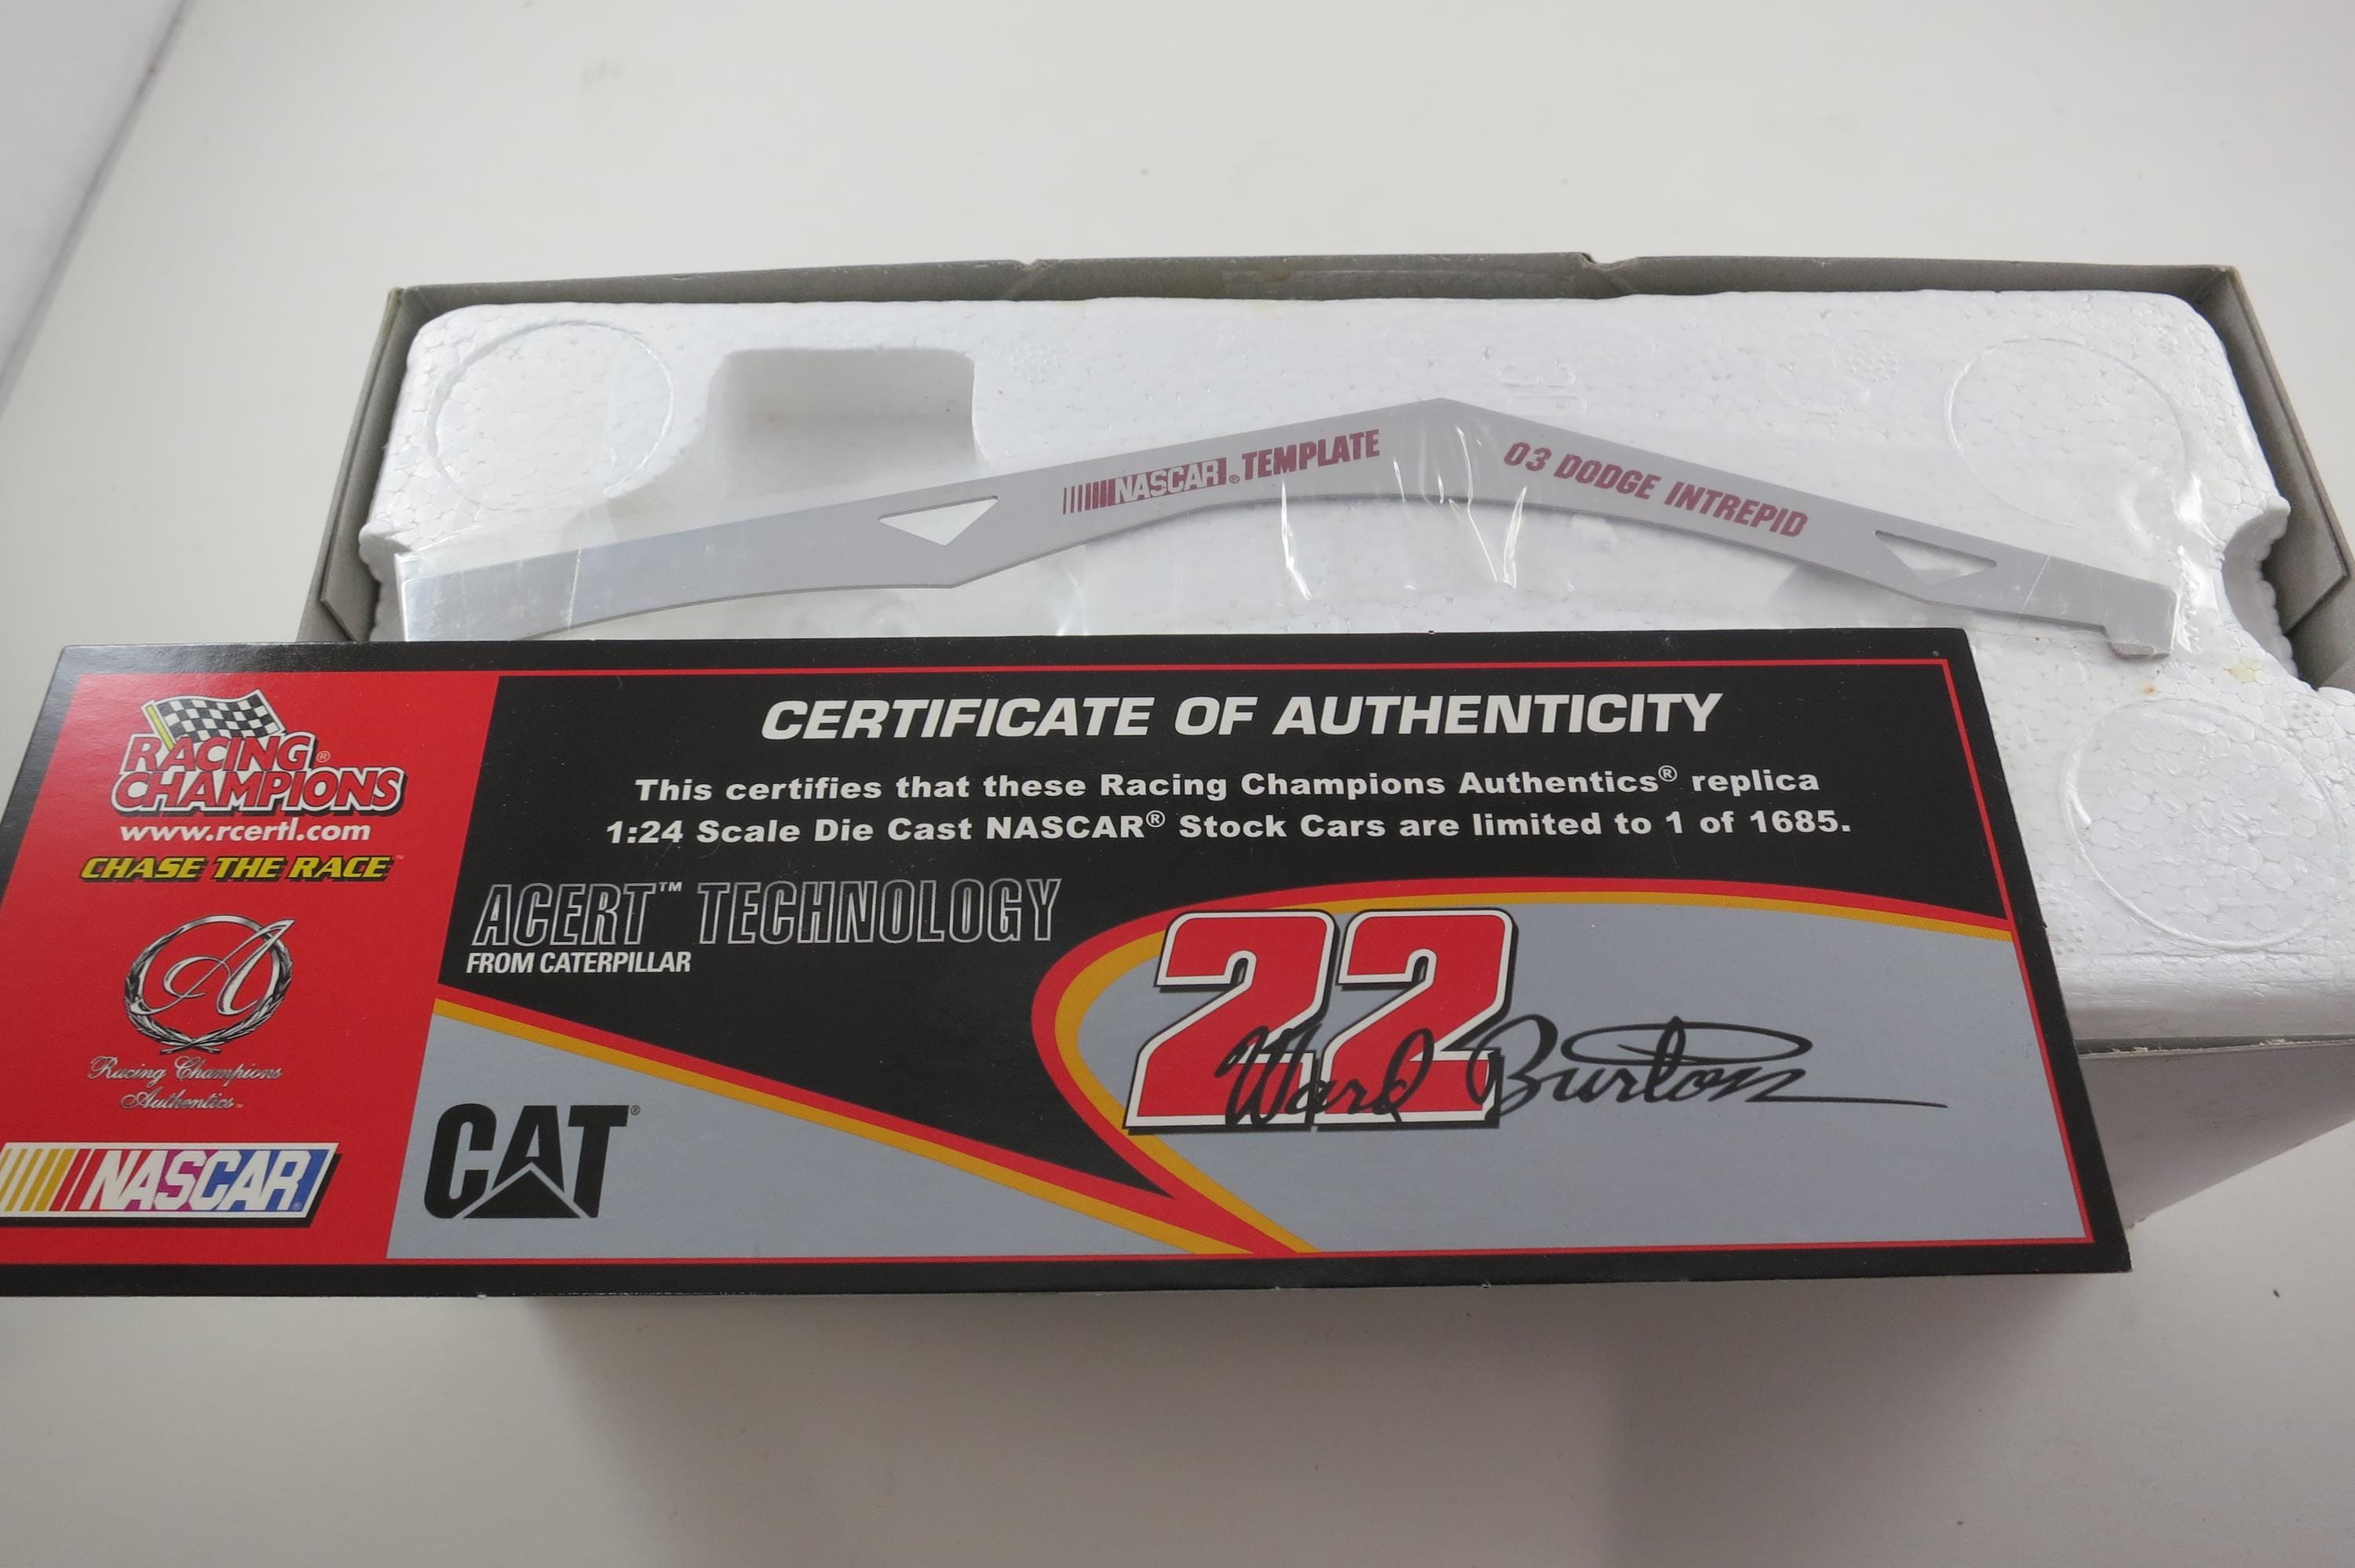 NASCAR® TEMPLATE
03 DODGE INTREPID
CERTIFICATE OF AUTHENTICITY
This certifies that these Racing Champions Authentics® replica
1:24 Scale Die Cast NASCAR® Stock Cars are limited to 1 of 1685.
RACING®
CHAMPIONS
www.rcertl.com
CHASE THE RACE™
A
Racing Champions
Authentics™
NASCAR®
ACERT™ TECHNOLOGY
FROM CATERPILLAR
CAT®
22
Ward Burton